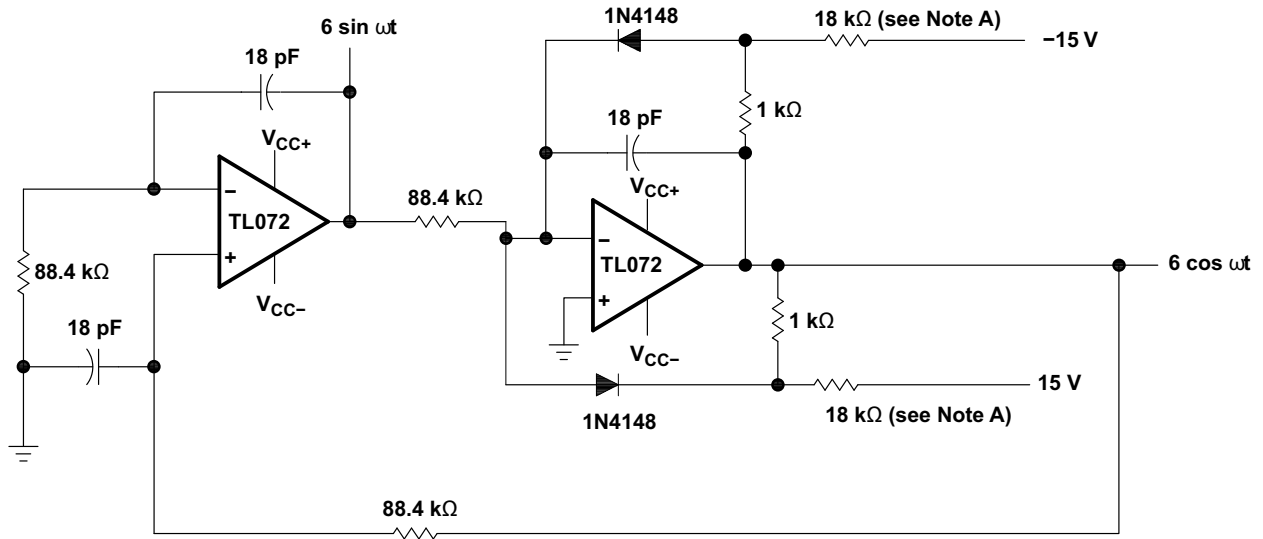 6 sin ωt
18 pF
VCC+
−
TL072
+
VCC−
88.4 kΩ
18 pF
88.4 kΩ
1N4148
18 kΩ (see Note A)
−15 V
1 kΩ
18 pF
VCC+
−
TL072
+
VCC−
6 cos ωt
1 kΩ
15 V
1N4148
18 kΩ (see Note A)
88.4 kΩ